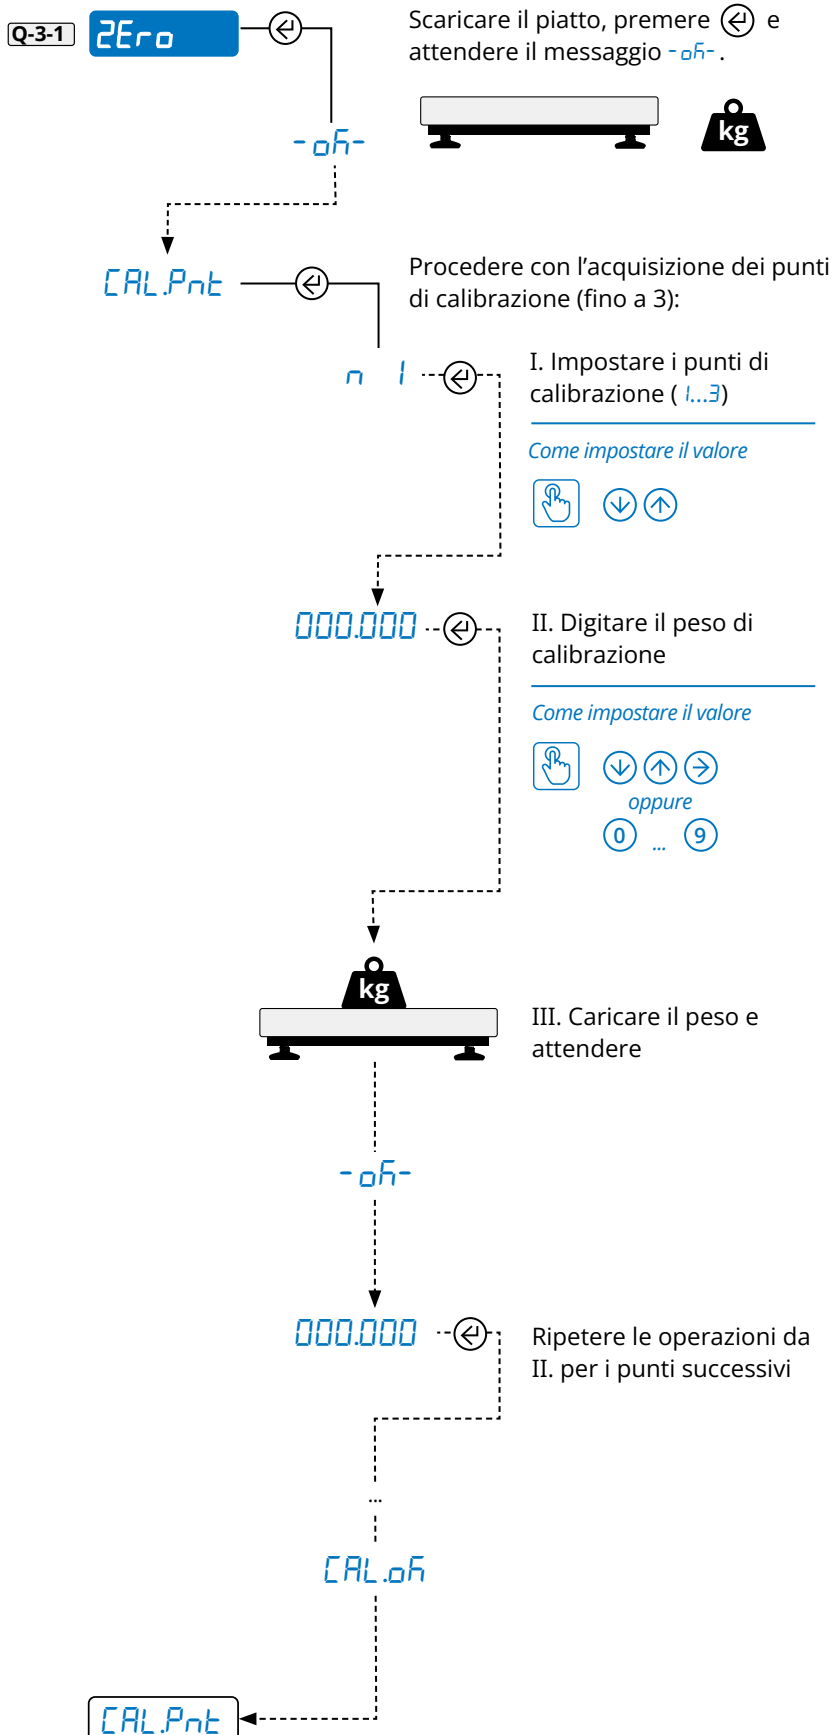 Q-3-1 ZEro
Scaricare il piatto, premere e
attendere il messaggio -oK-.
kg
-oK-
CAL.Pnt
Procedere con l'acquisizione dei punti
di calibrazione (fino a 3):
n 1
I. Impostare i punti di
calibrazione ( 1...3)
Come impostare il valore
000.000
II. Digitare il peso di
calibrazione
Come impostare il valore
oppure
0 ... 9
kg
III. Caricare il peso e
attendere
-oK-
000.000
Ripetere le operazioni da
II. per i punti successivi
...
CAL.oK
CAL.Pnt